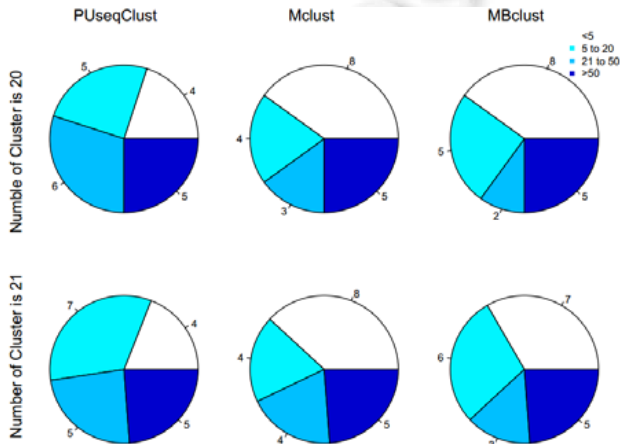 PUseqClust Mclust MBclust
<5
5 to 20
21 to 50
>50
Numble of Cluster is 20
5 4 6 5
8 4 3 5
8 5 2 5
Number of Cluster is 21
7 4 5 5
8 4 4 5
7 6 5